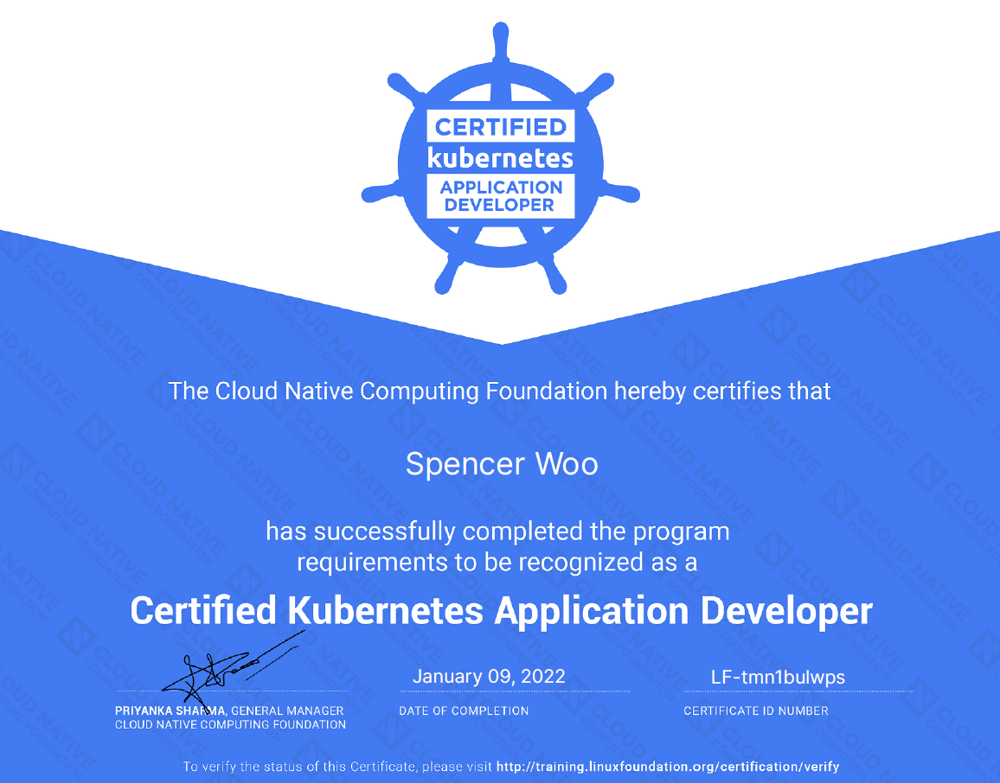 CERTIFIED
kubernetes
APPLICATION
DEVELOPER
The Cloud Native Computing Foundation hereby certifies that
Spencer Woo
has successfully completed the program
requirements to be recognized as a
Certified Kubernetes Application Developer
January 09, 2022
LF-tmn1bulwps
PRIYANKA SHARMA, GENERAL MANAGER
CLOUD NATIVE COMPUTING FOUNDATION
DATE OF COMPLETION
CERTIFICATE ID NUMBER
To verify the status of this Certificate, please visit http://training.linuxfoundation.org/certification/verify